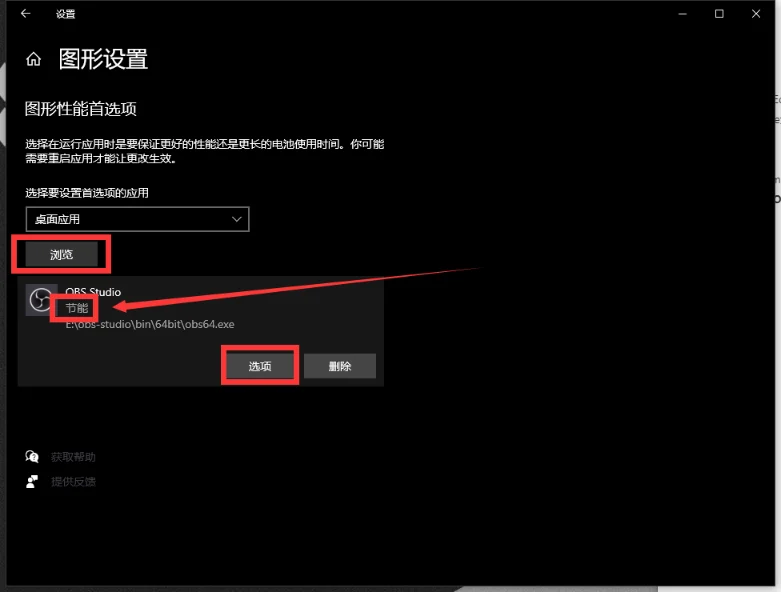 设置
图形设置
图形性能首选项
选择在运行应用时是要保证更好的性能还是更长的电池使用时间。你可能
需要重启应用才能让更改生效。
选择要设置首选项的应用
桌面应用
浏览
OBS Studio
节能
E:\obs-studio\bin\64bit\obs64.exe
选项
删除
获取帮助
提供反馈